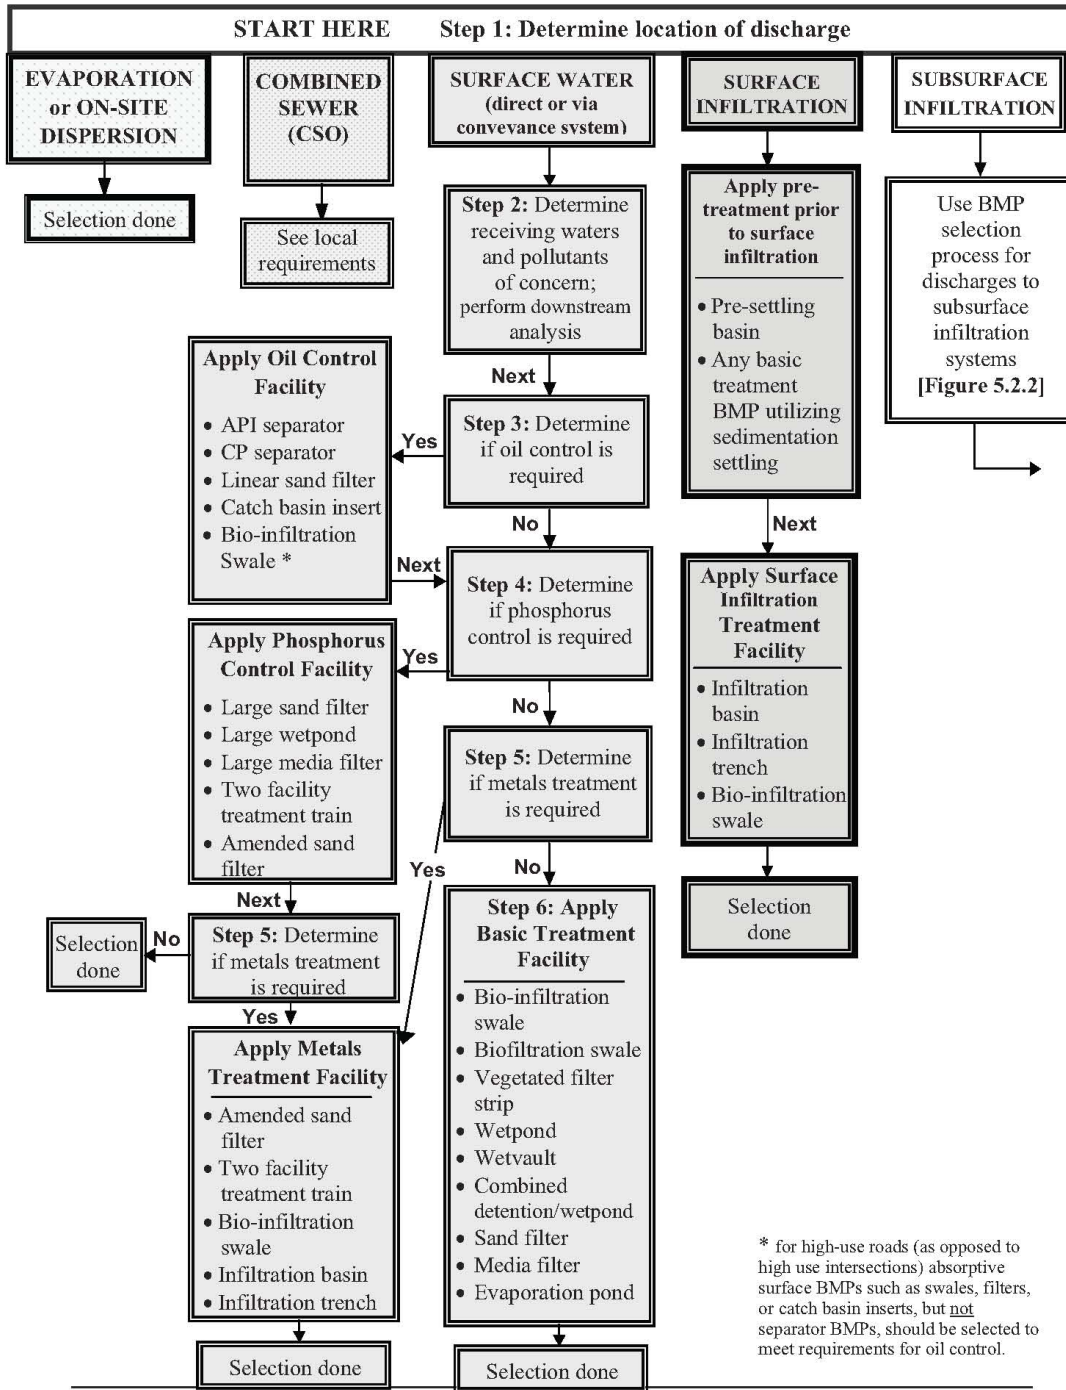 START HERE Step 1: Determine location of discharge
EVAPORATION
or ON-SITE
DISPERSION
Selection done
COMBINED
SEWER
(CSO)
See local
requirements
SURFACE WATER
(direct or via
conveyance system)
Step 2: Determine
receiving waters
and pollutants
of concern;
perform downstream
analysis
Next
Step 3: Determine
if oil control is
required
Yes
No
Apply Oil Control
Facility
• API separator
• CP separator
• Linear sand filter
• Catch basin insert
• Bio-infiltration
Swale *
Next
Step 4: Determine
if phosphorus
control is required
Yes
No
Apply Phosphorus
Control Facility
• Large sand filter
• Large wetpond
• Large media filter
• Two facility
treatment train
• Amended sand
filter
Next
Step 5: Determine
if metals treatment
is required
No
Selection
done
Yes
Step 5: Determine
if metals treatment
is required
Yes
No
Apply Metals
Treatment Facility
• Amended sand
filter
• Two facility
treatment train
• Bio-infiltration
swale
• Infiltration basin
• Infiltration trench
Selection done
Step 6: Apply
Basic Treatment
Facility
• Bio-infiltration
swale
• Biofiltration swale
• Vegetated filter
strip
• Wetpond
• Wetvault
• Combined
detention/wetpond
• Sand filter
• Media filter
• Evaporation pond
Selection done
SURFACE
INFILTRATION
Apply pre-
treatment prior
to surface
infiltration
• Pre-settling
basin
• Any basic
treatment
BMP utilizing
sedimentation
settling
Next
Apply Surface
Infiltration
Treatment
Facility
• Infiltration
basin
• Infiltration
trench
• Bio-infiltration
swale
Selection
done
SUBSURFACE
INFILTRATION
Use BMP
selection
process for
discharges to
subsurface
infiltration
systems
[Figure 5.2.2]
* for high-use roads (as opposed to
high use intersections) absorptive
surface BMPs such as swales, filters,
or catch basin inserts, but not
separator BMPs, should be selected to
meet requirements for oil control.